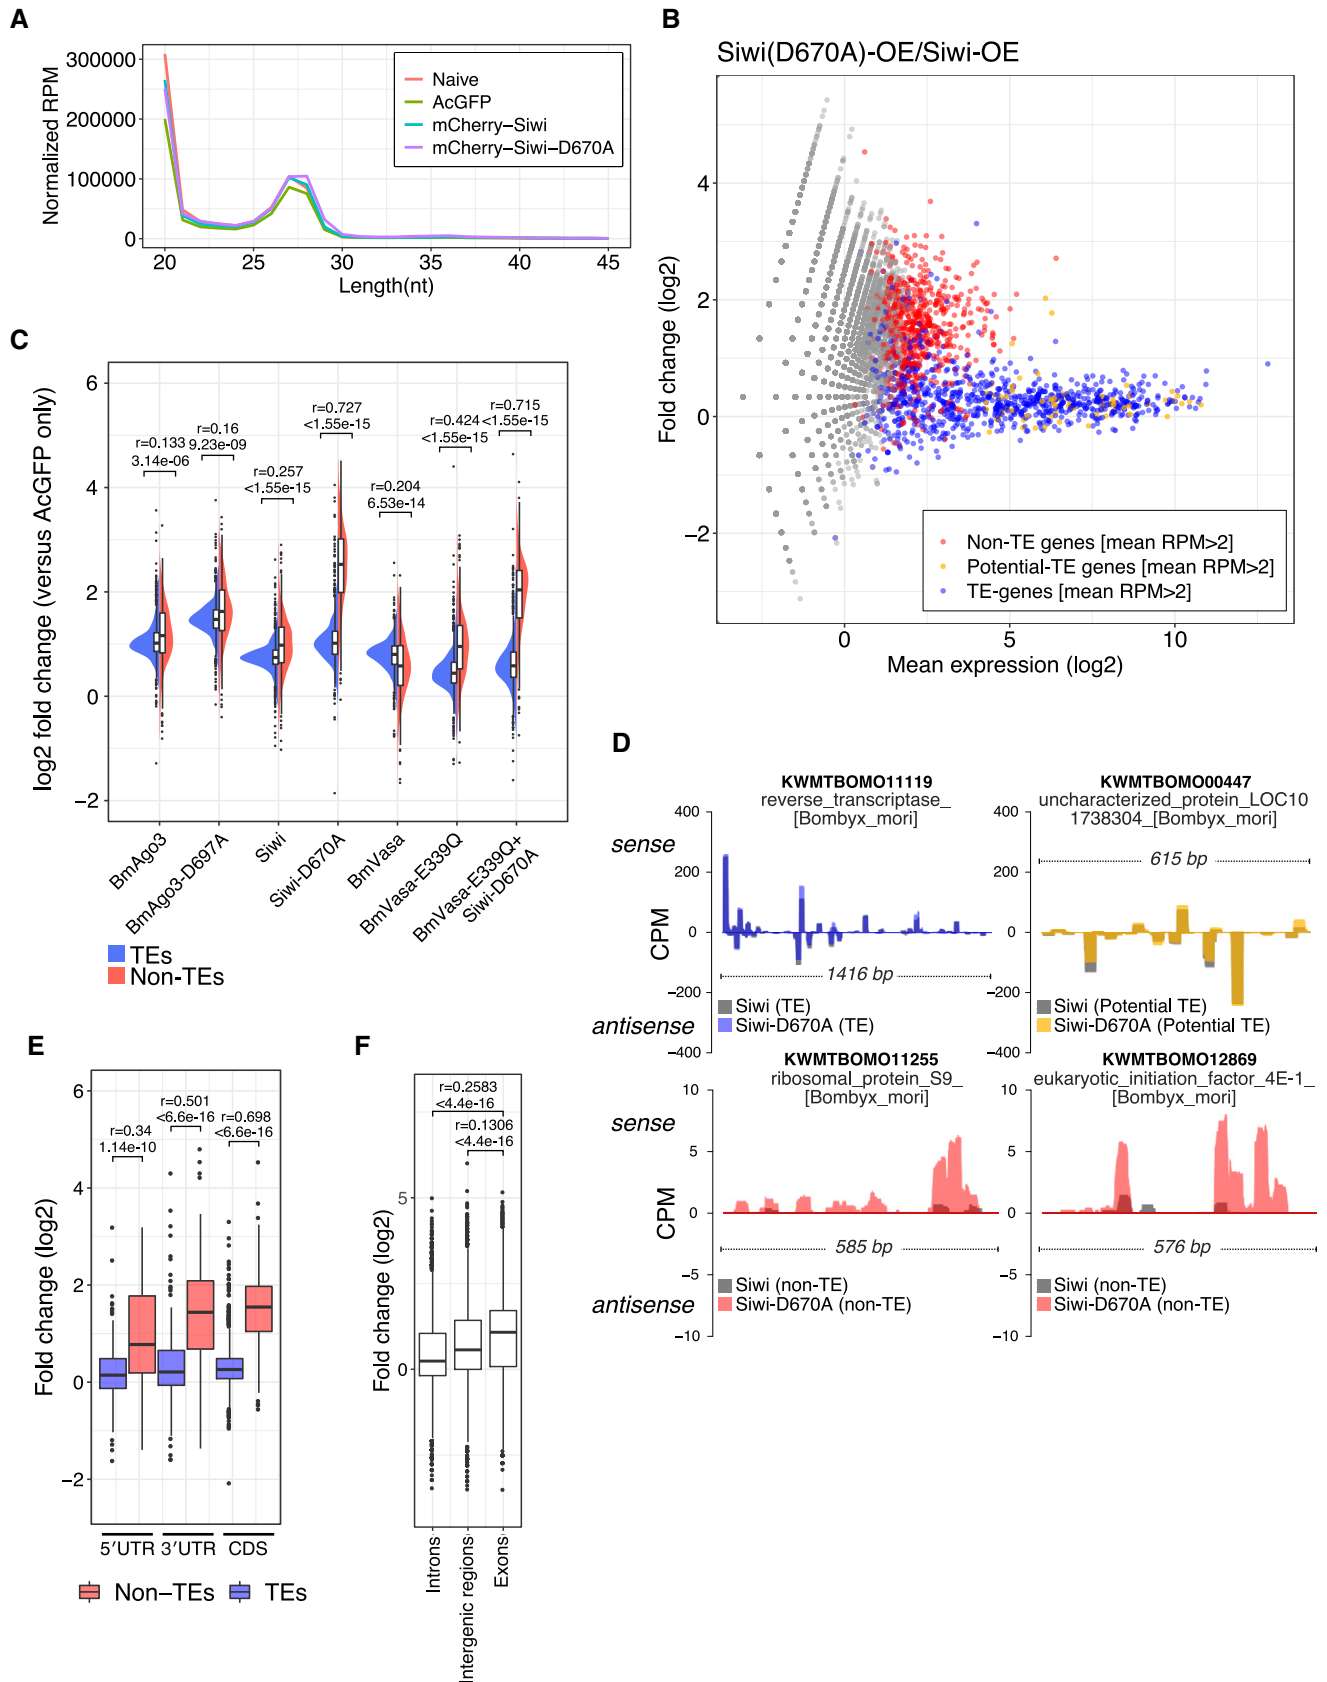 A
300000
200000
100000
0
Normalized RPM
20
25
30
35
40
45
Length(nt)
Naive
AcGFP
mCherry−Siwi
mCherry−Siwi−D670A
B
Siwi(D670A)-OE/Siwi-OE
4
2
0
−2
Fold change (log2)
0
5
10
Mean expression (log2)
Non-TE genes [mean RPM>2]
Potential-TE genes [mean RPM>2]
TE-genes [mean RPM>2]
C
6
4
2
0
−2
log2 fold change (versus AcGFP only)
r=0.133
3.14e-06
r=0.16
9.23e-09
r=0.257
<1.55e-15
r=0.727
<1.55e-15
r=0.204
6.53e-14
r=0.424
<1.55e-15
r=0.715
<1.55e-15
BmAgo3
BmAgo3-D697A
Siwi
Siwi-D670A
BmVasa
BmVasa-E339Q
BmVasa-E339Q+
Siwi-D670A
TEs
Non-TEs
D
KWMTBOMO11119
reverse_transcriptase_
[Bombyx_mori]
400
200
0
−200
−400
sense
CPM
antisense
1416 bp
Siwi (TE)
Siwi-D670A (TE)
KWMTBOMO00447
uncharacterized_protein_LOC10
1738304_[Bombyx_mori]
400
200
0
−200
−400
615 bp
Siwi (Potential TE)
Siwi-D670A (Potential TE)
KWMTBOMO11255
ribosomal_protein_S9_
[Bombyx_mori]
10
5
0
−5
−10
sense
CPM
antisense
585 bp
Siwi (non-TE)
Siwi-D670A (non-TE)
KWMTBOMO12869
eukaryotic_initiation_factor_4E-1_
[Bombyx_mori]
10
5
0
−5
−10
576 bp
Siwi (non-TE)
Siwi-D670A (non-TE)
E
6
4
2
0
−2
Fold change (log2)
r=0.34
1.14e-10
r=0.501
<6.6e-16
r=0.698
<6.6e-16
5′UTR
3′UTR
CDS
Non−TEs
TEs
F
5
0
Fold change (log2)
r=0.2583
<4.4e-16
r=0.1306
<4.4e-16
Introns
Intergenic regions
Exons